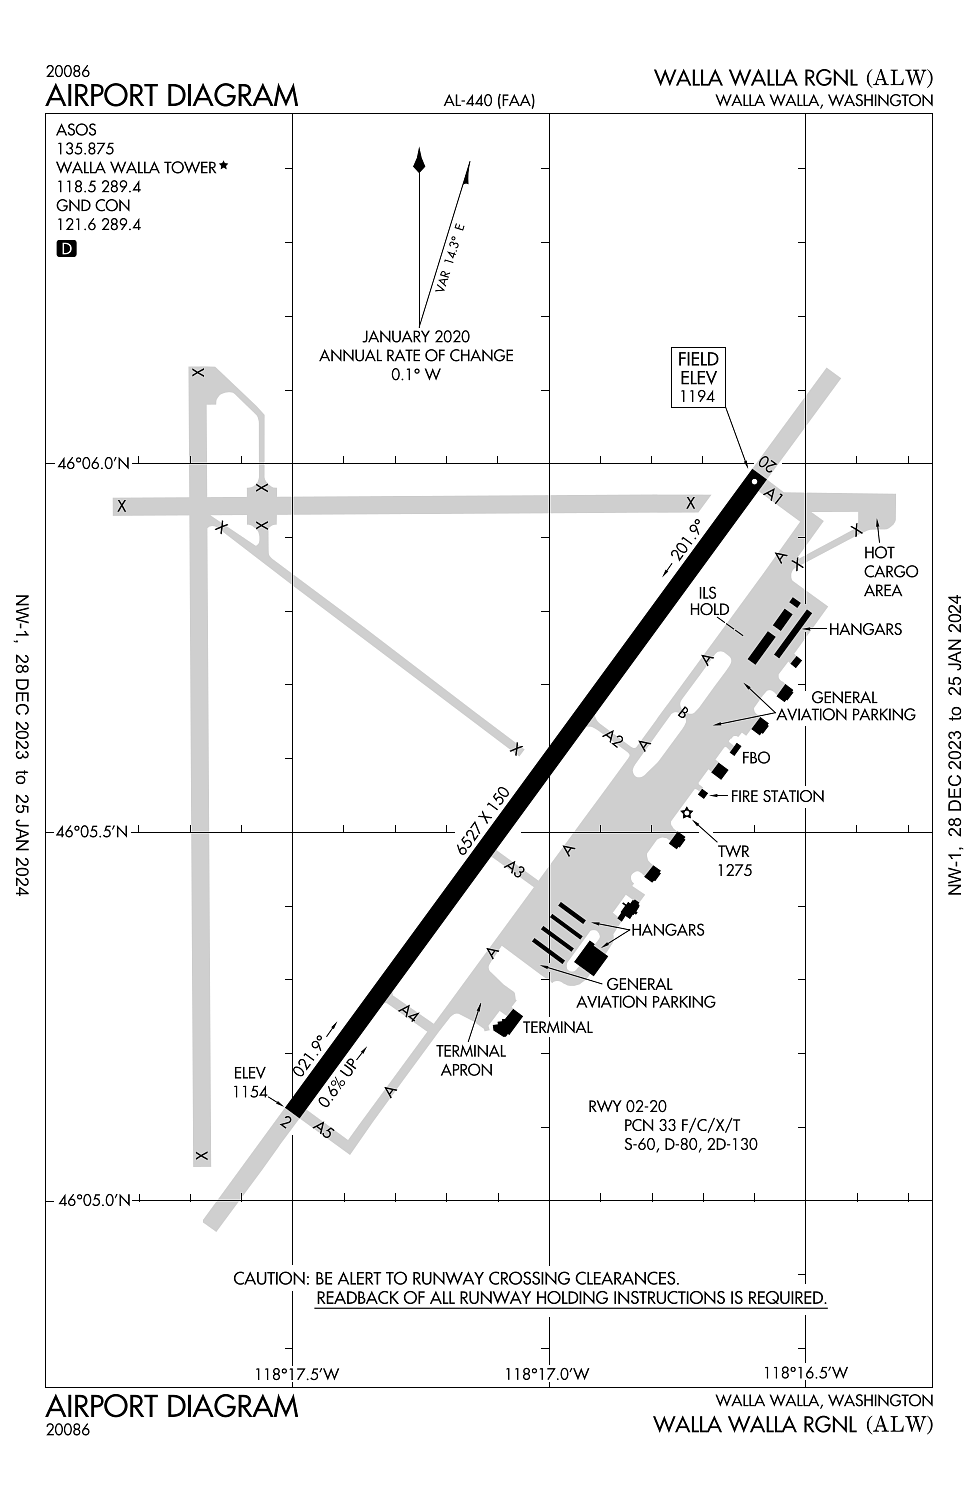 20086
AIRPORT DIAGRAM
AL-440 (FAA)
WALLA WALLA RGNL (ALW)
WALLA WALLA, WASHINGTON
ASOS
135.875
WALLA WALLA TOWER★
118.5 289.4
GND CON
121.6 289.4
D
VAR 14.3° E
JANUARY 2020
ANNUAL RATE OF CHANGE
0.1° W
FIELD
ELEV
1194
X
46°06.0'N
20
A1
X
X
X
X
X
X
X
A
X
HOT
CARGO
AREA
201.9°
ILS
HOLD
HANGARS
A
GENERAL
AVIATION PARKING
B
A2
A
X
FBO
FIRE STATION
6527 X 150
46°05.5'N
TWR
1275
A
A3
HANGARS
A
GENERAL
AVIATION PARKING
A4
TERMINAL
TERMINAL
APRON
021.9°
0.6% UP
ELEV
1154
A
2
A5
X
RWY 02-20
PCN 33 F/C/X/T
S-60, D-80, 2D-130
46°05.0'N
CAUTION: BE ALERT TO RUNWAY CROSSING CLEARANCES.
READBACK OF ALL RUNWAY HOLDING INSTRUCTIONS IS REQUIRED.
118°17.5'W
118°17.0'W
118°16.5'W
NW-1, 28 DEC 2023 to 25 JAN 2024
NW-1, 28 DEC 2023 to 25 JAN 2024
AIRPORT DIAGRAM
20086
WALLA WALLA, WASHINGTON
WALLA WALLA RGNL (ALW)